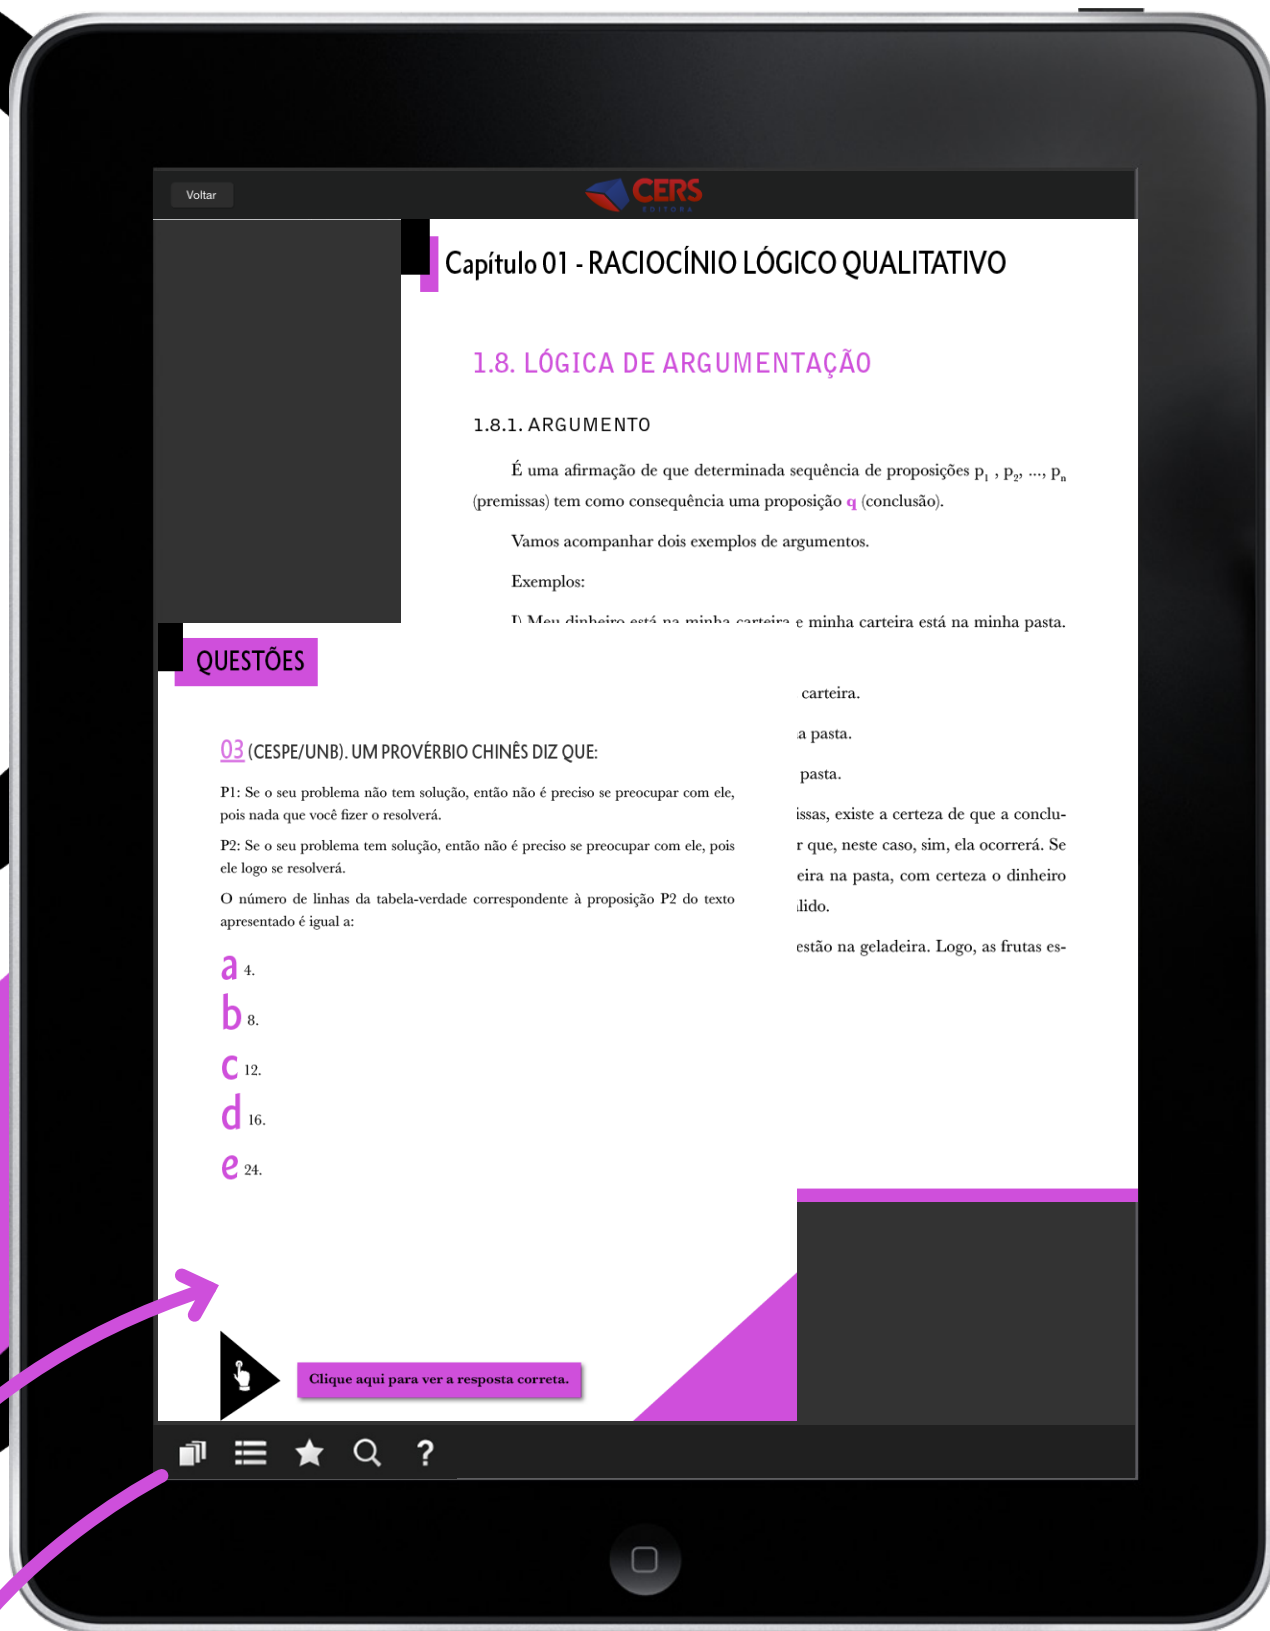 Voltar
CERS
EDITORA
Capítulo 01 - RACIOCÍNIO LÓGICO QUALITATIVO
1.8. LÓGICA DE ARGUMENTAÇÃO
1.8.1. ARGUMENTO
É uma afirmação de que determinada sequência de proposições p1 , p2, ..., pn
(premissas) tem como consequência uma proposição q (conclusão).
Vamos acompanhar dois exemplos de argumentos.
Exemplos:
I) Meu dinheiro está na minha carteira e minha carteira está na minha pasta.
carteira.
a pasta.
pasta.
issas, existe a certeza de que a conclu-
r que, neste caso, sim, ela ocorrerá. Se
eira na pasta, com certeza o dinheiro
lido.
estão na geladeira. Logo, as frutas es-
QUESTÕES
03 (CESPE/UNB). UM PROVÉRBIO CHINÊS DIZ QUE:
P1: Se o seu problema não tem solução, então não é preciso se preocupar com ele,
pois nada que você fizer o resolverá.
P2: Se o seu problema tem solução, então não é preciso se preocupar com ele, pois
ele logo se resolverá.
O número de linhas da tabela-verdade correspondente à proposição P2 do texto
apresentado é igual a:
a 4.
b 8.
c 12.
d 16.
e 24.
Clique aqui para ver a resposta correta.
?